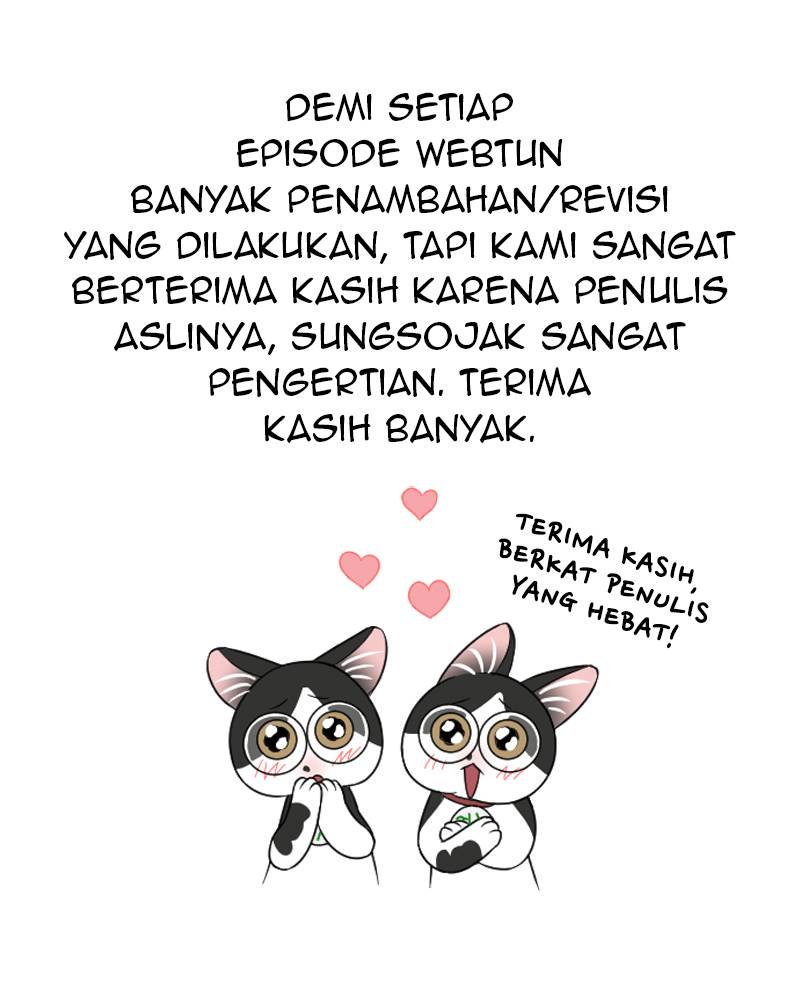 DEMI SETIAP
EPISODE WEBTUN
BANYAK PENAMBAHAN/REVISI
YANG DILAKUKAN, TAPI KAMI SANGAT
BERTERIMA KASIH KARENA PENULIS
ASLINYA, SUNGSOJAK SANGAT
PENGERTIAN. TERIMA
KASIH BANYAK.
TERIMA KASIH,
BERKAT PENULIS
YANG HEBAT!